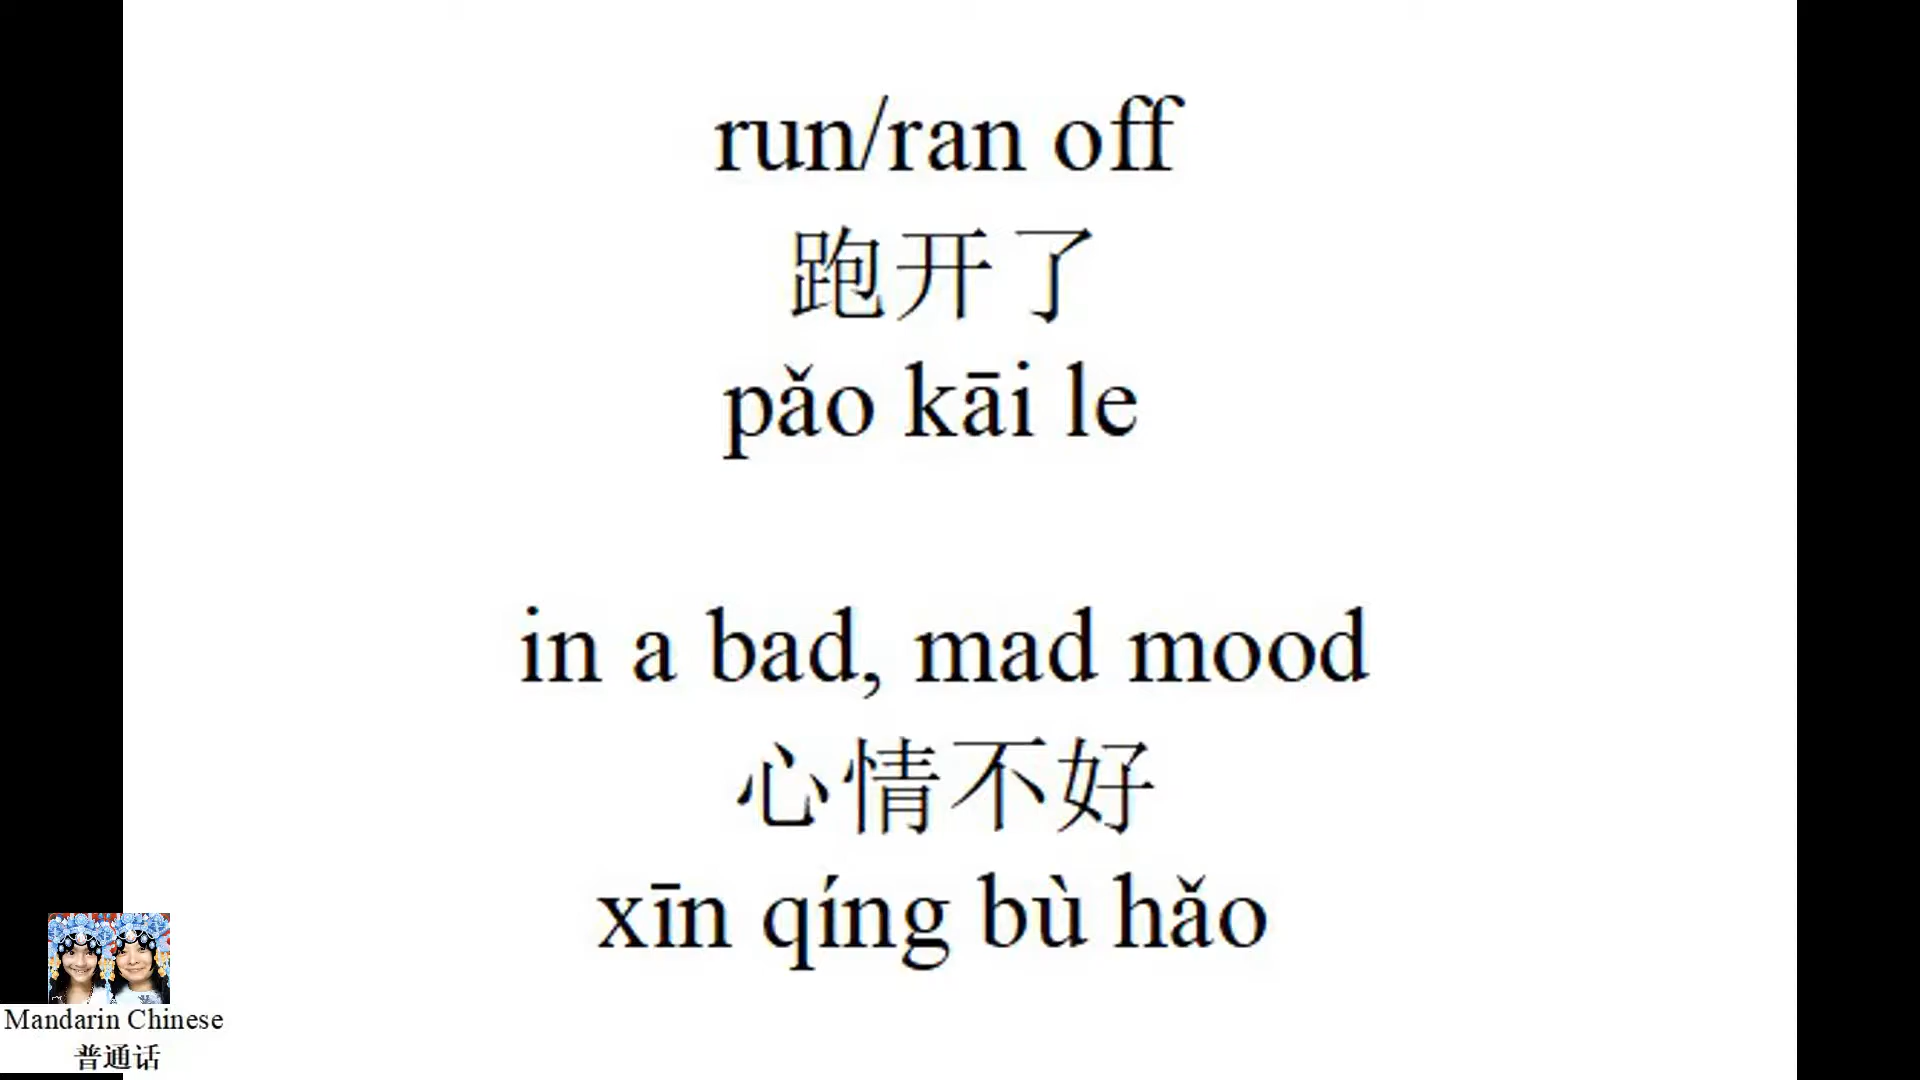 run/ran off
跑开了
pǎo kāi le
in a bad, mad mood
心情不好
xīn qíng bù hǎo
Mandarin Chinese
普通话